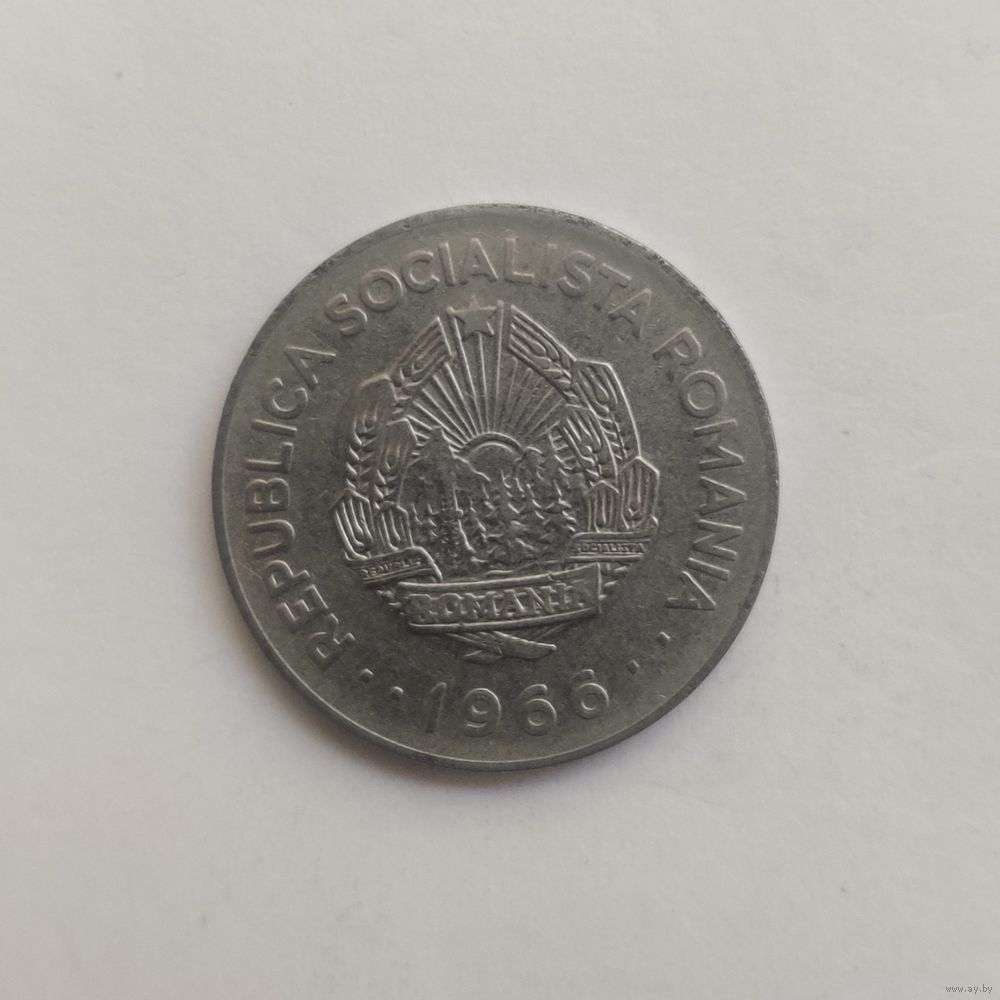 REPUBLICA SOCIALISTA ROMANIA
REPUBLICA
SOCIALISTA
ROMANIA
1966
www.ay.by